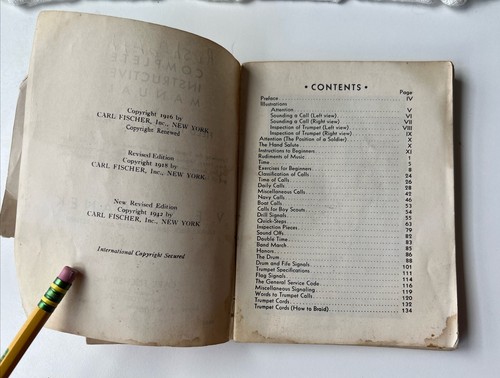 Copyright 1926 by
CARL FISCHER, Inc., NEW YORK
Copyright Renewed
Revised Edition
Copyright 1928 by
CARL FISCHER, Inc., NEW YORK
New Revised Edition
Copyright 1942 by
CARL FISCHER, Inc., NEW YORK
International Copyright Secured
• CONTENTS •
Page
Preface IV
Illustrations
Attention V
Sounding a Call (Left view) VI
Sounding a Call (Right view) VII
Inspection of Trumpet (Left view) VIII
Inspection of Trumpet (Right view) IX
Attention (The Position of a Soldier) X
The Hand Salute X
Instructions to Beginners XI
Rudiments of Music 1
Time 5
Exercises for Beginners 8
Classification of Calls 24
Time of Calls 26
Daily Calls 28
Miscellaneous Calls 42
Navy Calls 46
Boat Calls 53
Calls for Boy Scouts 54
Drill Signals 55
Quick-Steps 63
Inspection Pieces 79
Sound Offs 82
Double Time 83
Band March 85
Honors 86
The Drum 88
Drum and Fife Signals 101
Trumpet Specifications 111
Flag Signals 114
The General Service Code 116
Miscellaneous Signaling 119
Words to Trumpet Calls 120
Trumpet Cords 132
Trumpet Cords (How to Braid) 134